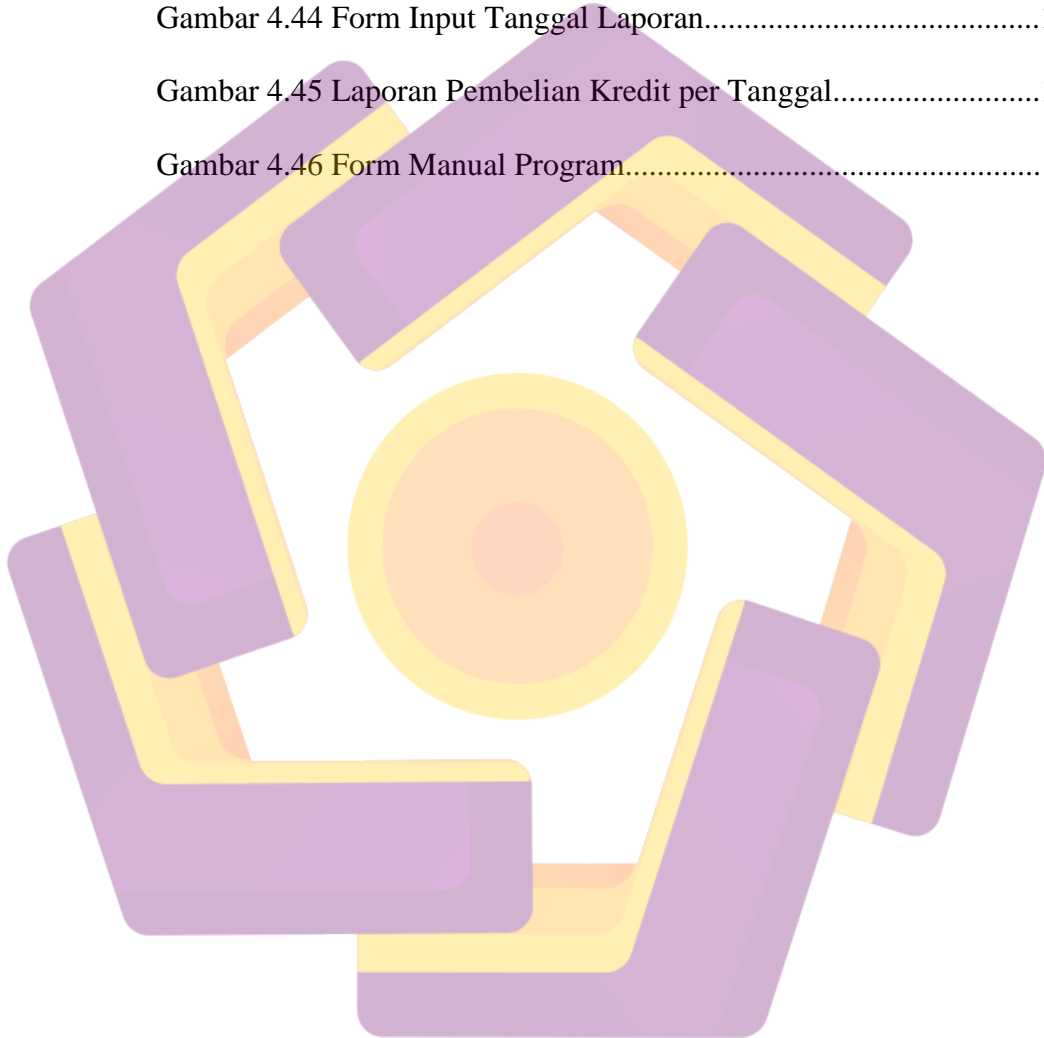 Gambar 4.44 Form Input Tanggal Laporan..........................................
Gambar 4.45 Laporan Pembelian Kredit per Tanggal..........................
Gambar 4.46 Form Manual Program....................................................